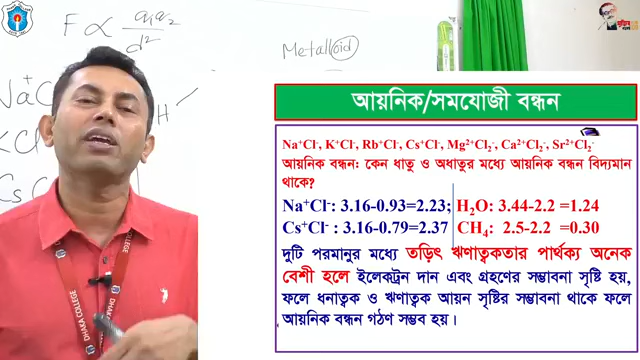 F ∝ q₁q₂/d²
Metalloid
Na⁺Cl
KCl
CsCl
H
DHAKA COLLEGE
আয়নিক/সমযোজী বন্ধন
Na⁺Cl⁻, K⁺Cl⁻, Rb⁺Cl⁻, Cs⁺Cl⁻, Mg²⁺Cl₂⁻, Ca²⁺Cl₂⁻, Sr²⁺Cl₂⁻
আয়নিক বন্ধন: কেন ধাতু ও অধাতুর মধ্যে আয়নিক বন্ধন বিদ্যমান
থাকে?
Na⁺Cl⁻: 3.16-0.93=2.23; H₂O: 3.44-2.2 =1.24
Cs⁺Cl⁻ : 3.16-0.79=2.37 CH₄: 2.5-2.2 =0.30
দুটি পরমানুর মধ্যে তড়িৎ ঋণাত্বকতার পার্থক্য অনেক
বেশী হলে ইলেকট্রন দান এবং গ্রহণের সম্ভাবনা সৃষ্টি হয়,
ফলে ধনাত্বক ও ঋণাত্বক আয়ন সৃষ্টির সম্ভাবনা থাকে ফলে
আয়নিক বন্ধন গঠণ সম্ভব হয়।